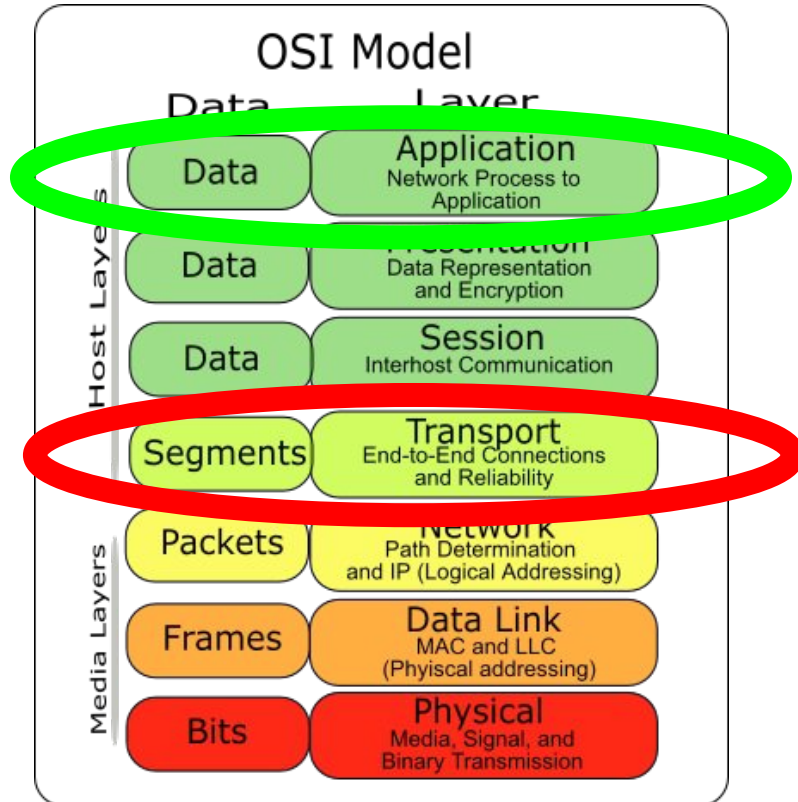 OSI Model
Data Layer
Host Layers
Data
Application
Network Process to
Application
Data
Presentation
Data Representation
and Encryption
Data
Session
Interhost Communication
Segments
Transport
End-to-End Connections
and Reliability
Media Layers
Packets
Network
Path Determination
and IP (Logical Addressing)
Frames
Data Link
MAC and LLC
(Phyiscal addressing)
Bits
Physical
Media, Signal, and
Binary Transmission